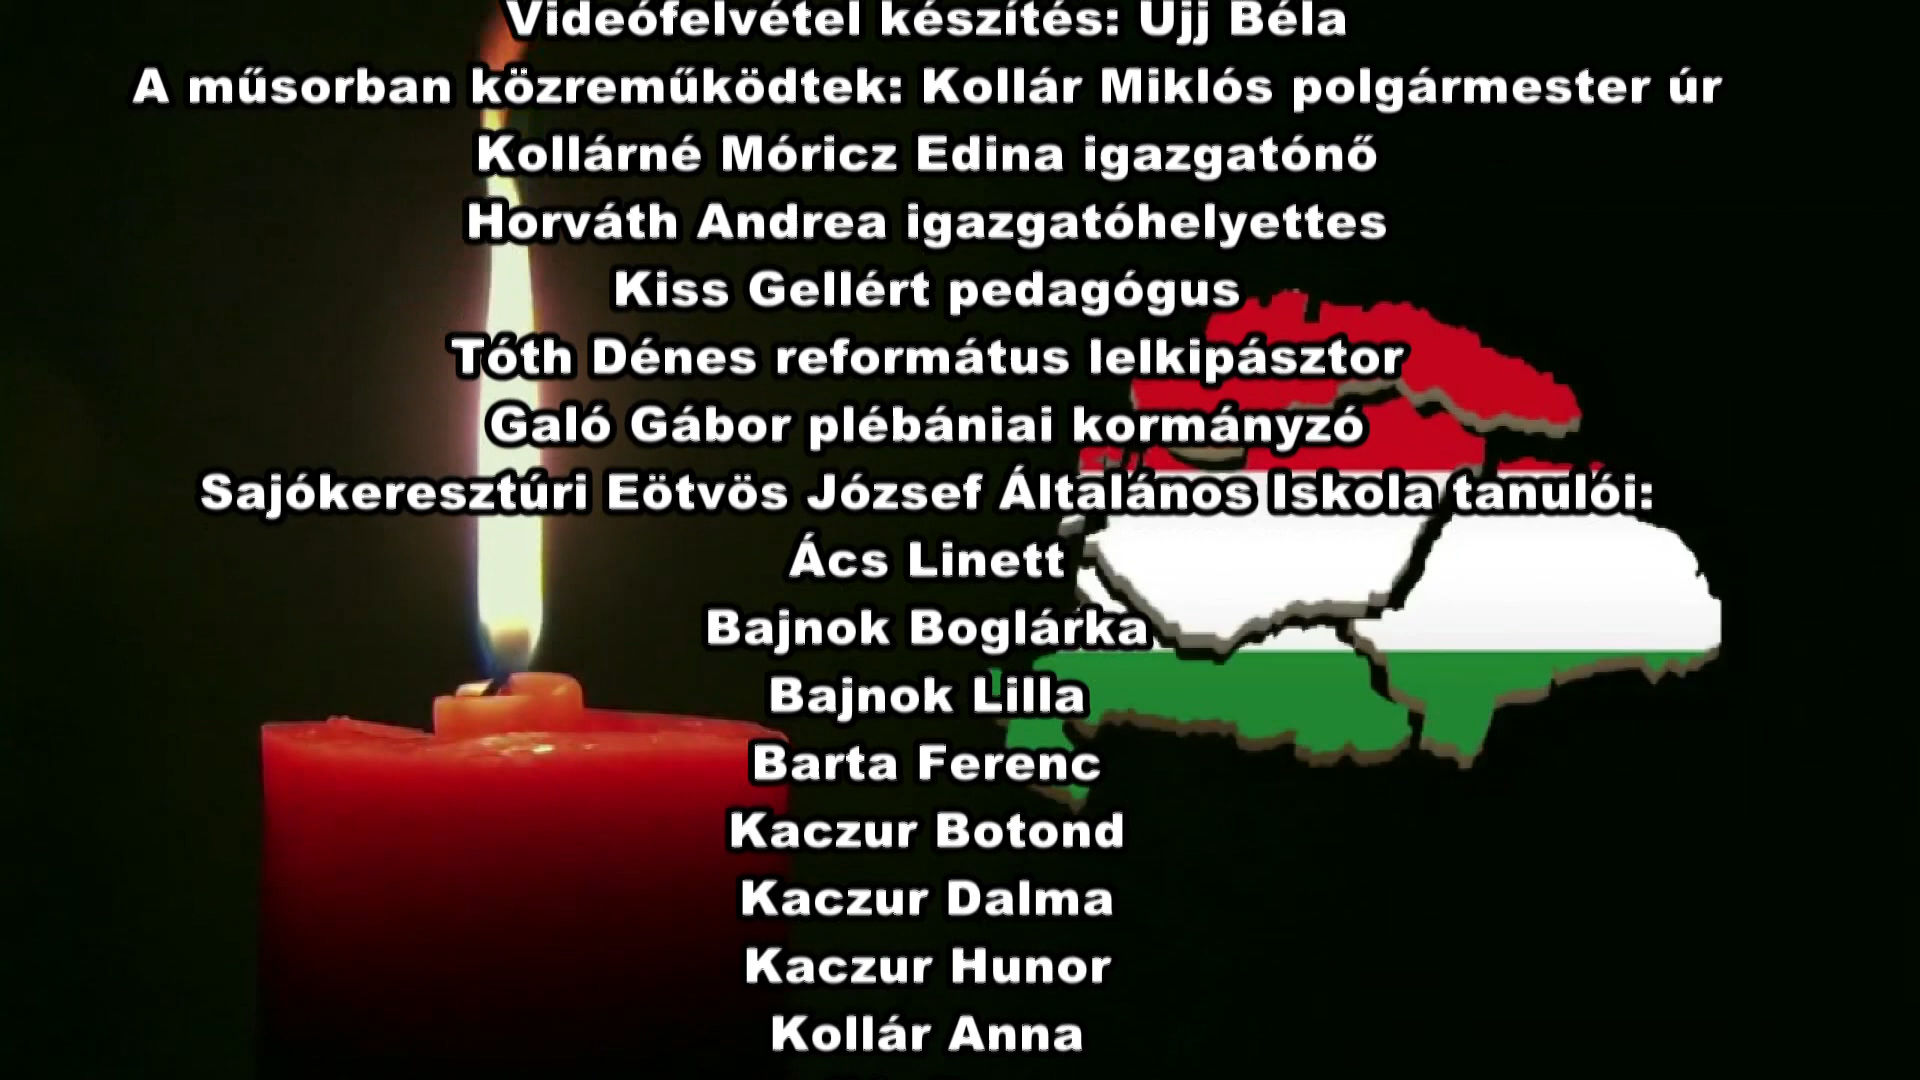 Videófelvétel készítés: Ujj Béla
A műsorban közreműködtek: Kollár Miklós polgármester úr
Kollárné Móricz Edina igazgatónő
Horváth Andrea igazgatóhelyettes
Kiss Gellért pedagógus
Tóth Dénes református lelkipásztor
Galó Gábor plébániai kormányzó
Sajókeresztúri Eötvös József Általános Iskola tanulói:
Ács Linett
Bajnok Boglárka
Bajnok Lilla
Barta Ferenc
Kaczur Botond
Kaczur Dalma
Kaczur Hunor
Kollár Anna